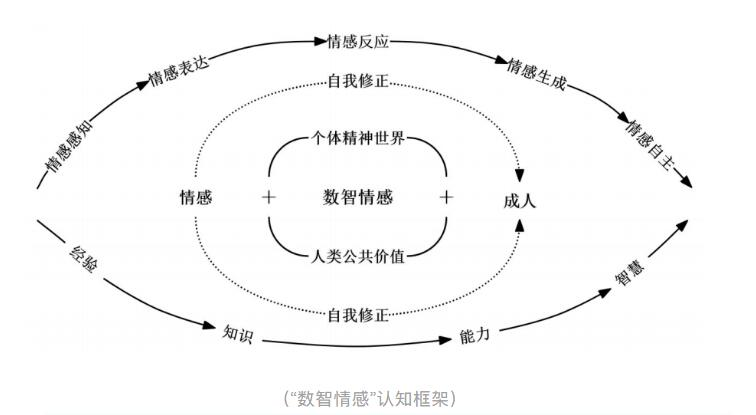 情感反应
情感表达
情感生成
自我修正
情感感知
情感自主
个体精神世界
情感 + 数智情感 + 成人
人类公共价值
经验
智慧
自我修正
知识
能力
(“数智情感”认知框架)